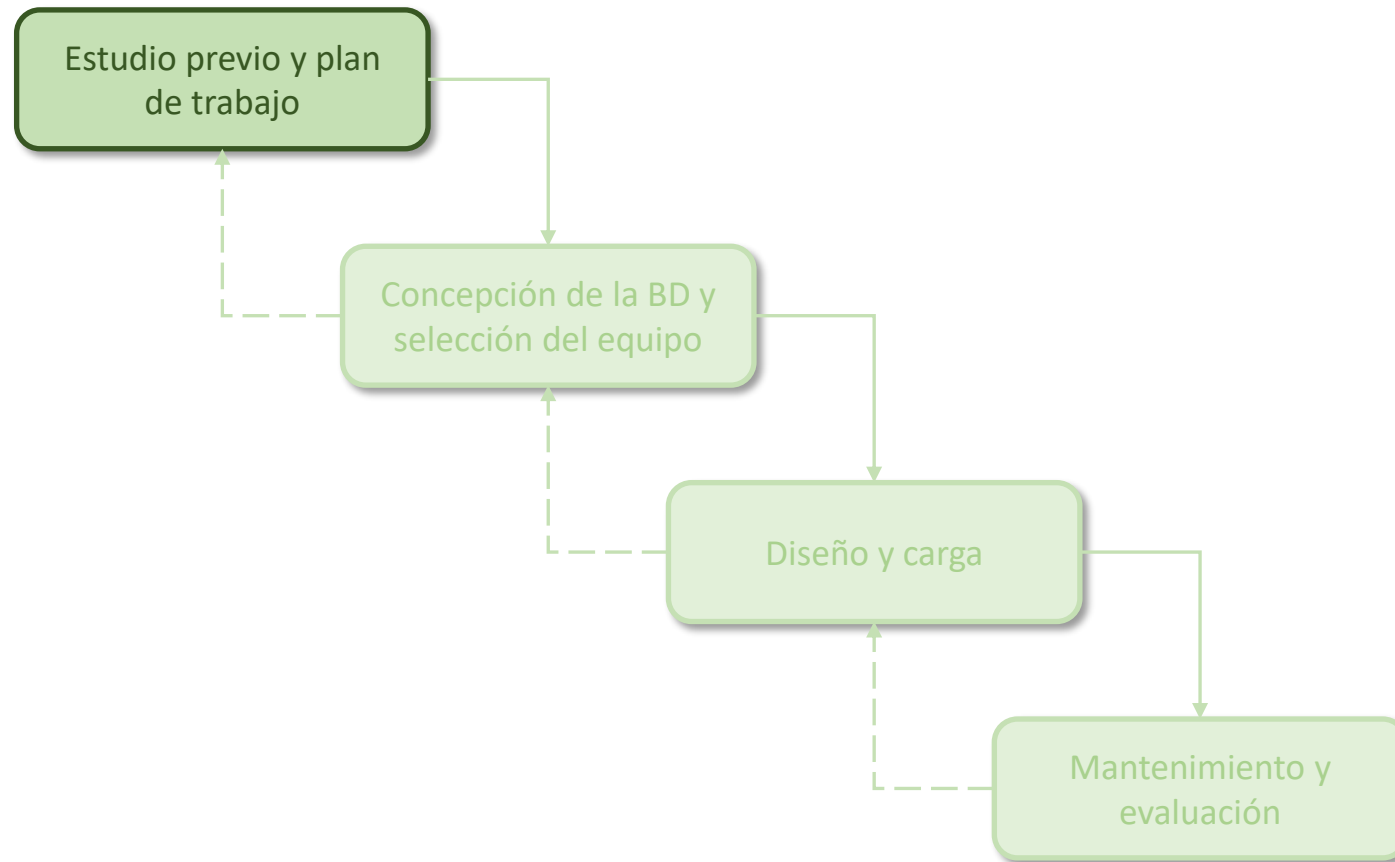 Estudio previo y plan
de trabajo
Concepción de la BD y
selección del equipo
Diseño y carga
Mantenimiento y
evaluación